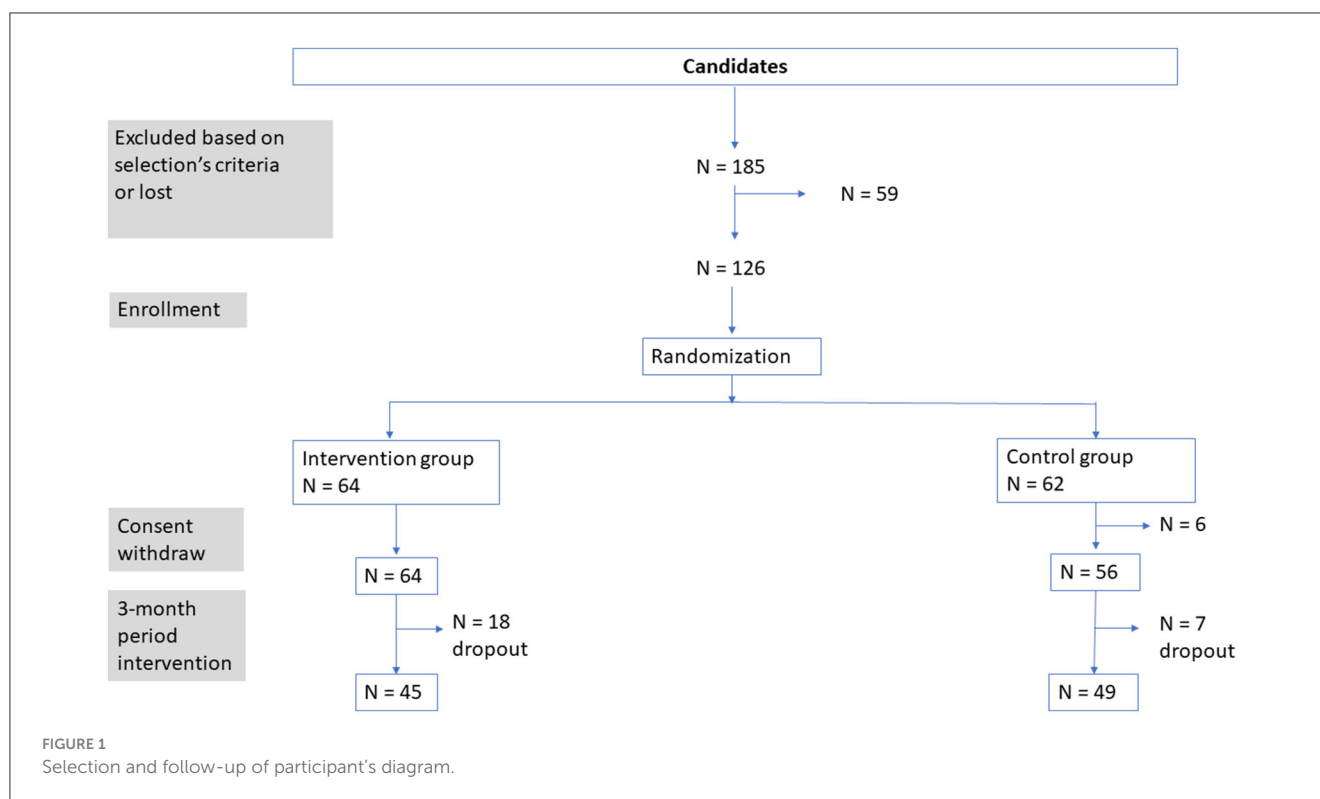 Candidates
Excluded based on
selection's criteria
or lost
N = 185
N = 59
N = 126
Enrollment
Randomization
Intervention group
N = 64
Control group
N = 62
Consent
withdraw
N = 6
N = 64
N = 56
3-month
period
intervention
N = 18
dropout
N = 7
dropout
N = 45
N = 49
FIGURE 1
Selection and follow-up of participant's diagram.